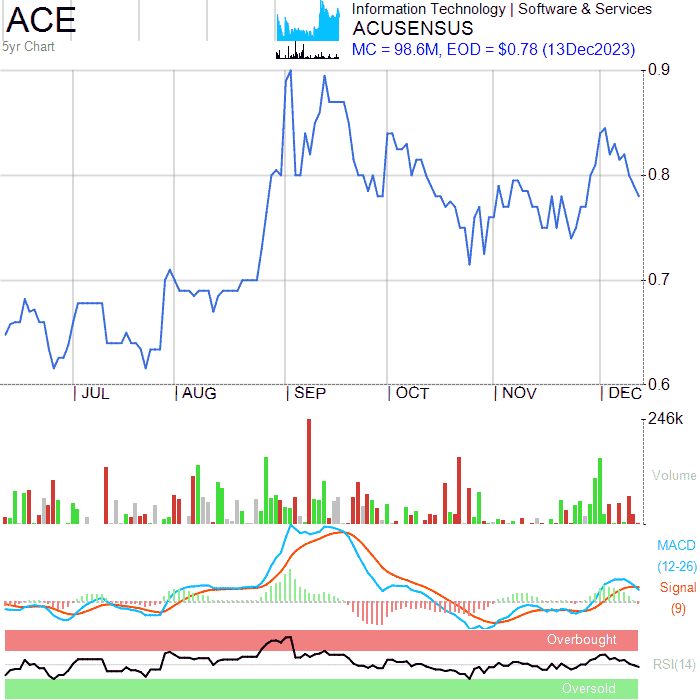 ACE
Information Technology | Software & Services
ACUSENSUS
5yr Chart
MC = 98.6M, EOD = $0.78 (13Dec2023)
0.9
0.8
0.7
0.6
JUL AUG SEP OCT NOV DEC
246k
Volume
MACD
(12-26)
Signal
(9)
Overbought
RSI(14)
Oversold